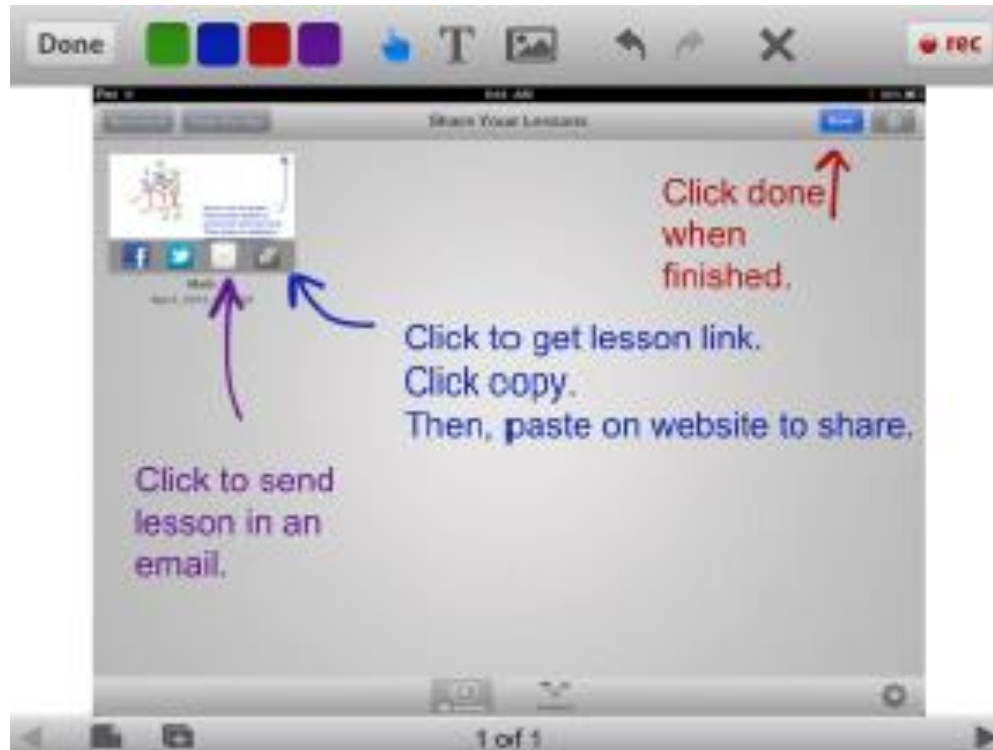 Done T rec
Share Your Lessons
Click done
when
finished.
Click to get lesson link.
Click copy.
Then, paste on website to share.
Click to send
lesson in an
email.
1 of 1